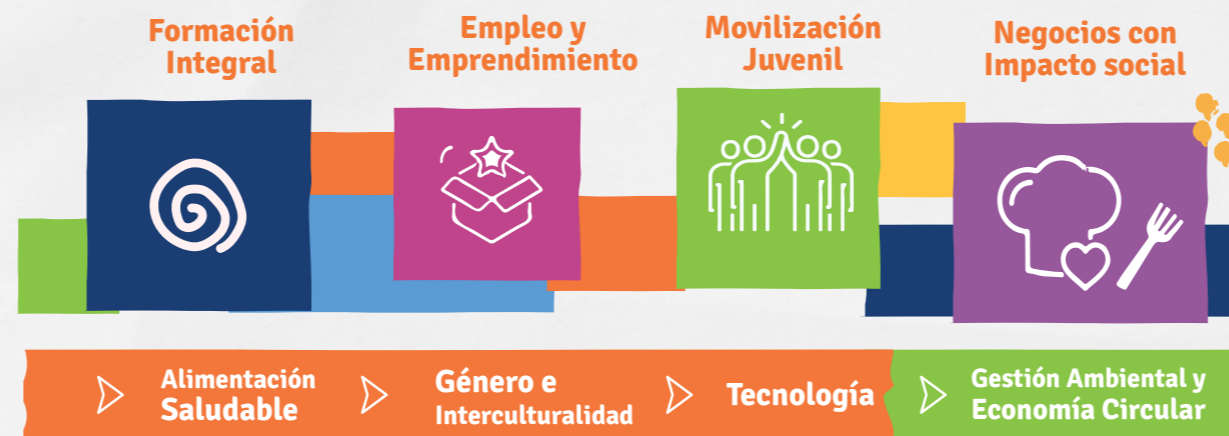 Formación
Integral
Empleo y
Emprendimiento
Movilización
Juvenil
Negocios con
Impacto social
Alimentación
Saludable
Género e
Interculturalidad
Tecnología
Gestión Ambiental y
Economía Circular